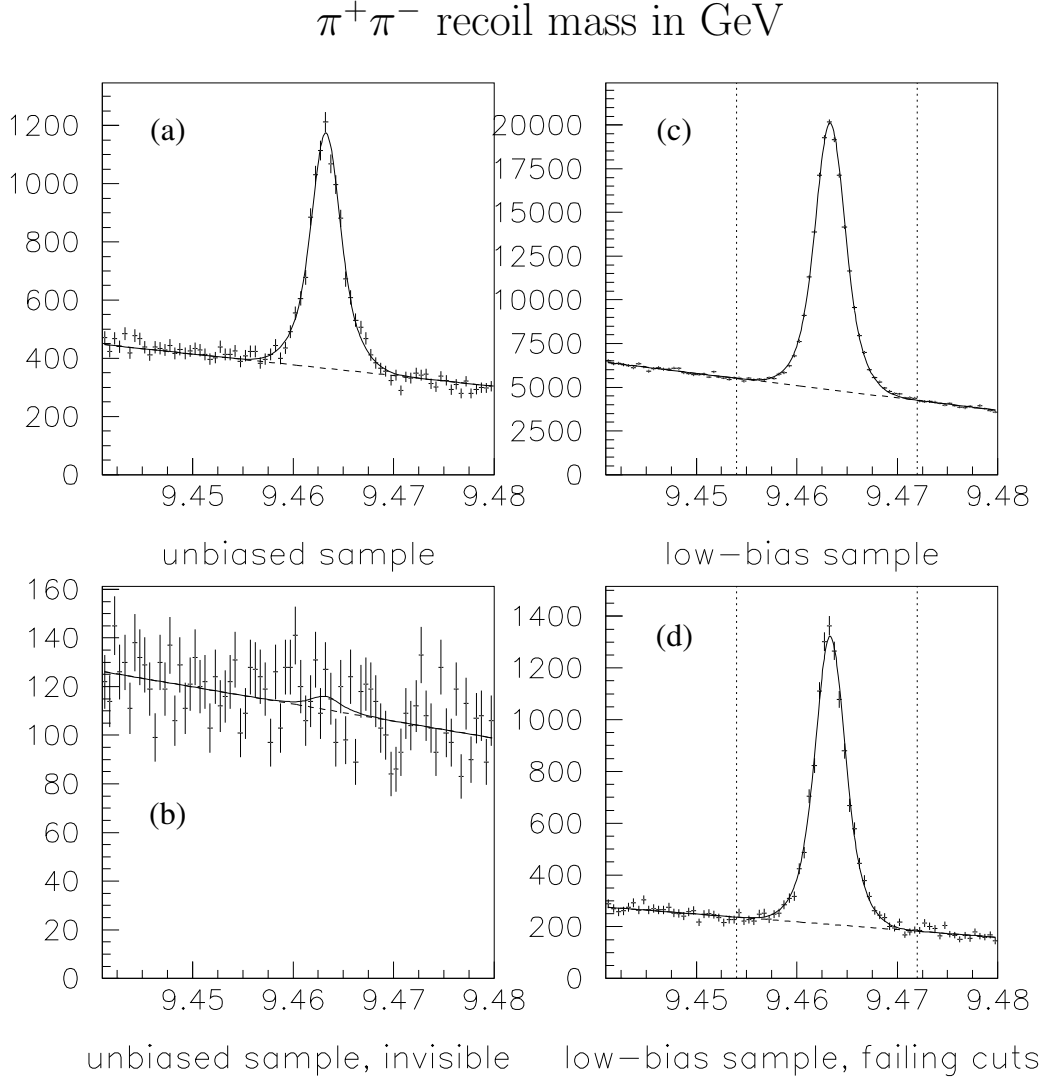 π⁺π⁻ recoil mass in GeV
(a)
1200
1000
800
600
400
200
0
9.45 9.46 9.47 9.48
unbiased sample
(c)
20000
17500
15000
12500
10000
7500
5000
2500
0
9.45 9.46 9.47 9.48
low-bias sample
160
140
120
100
80
(b)
60
40
20
0
9.45 9.46 9.47 9.48
unbiased sample, invisible
1400
(d)
1200
1000
800
600
400
200
0
9.45 9.46 9.47 9.48
low-bias sample, failing cuts